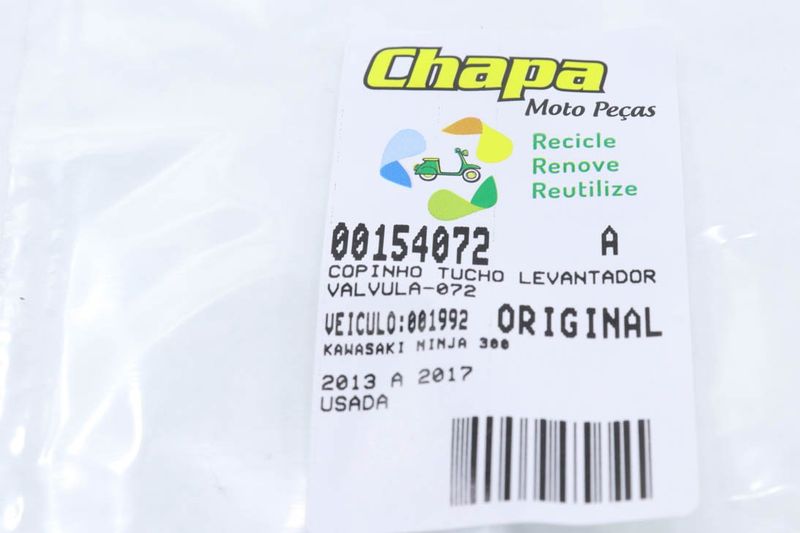 Chapa
Moto Peças
Recicle
Renove
Reutilize
00154072 A
COPINHO TUCHO LEVANTADOR
VALVULA-072
VEICULO:001992 ORIGINAL
KAWASAKI NINJA 300
2013 A 2017
USADA